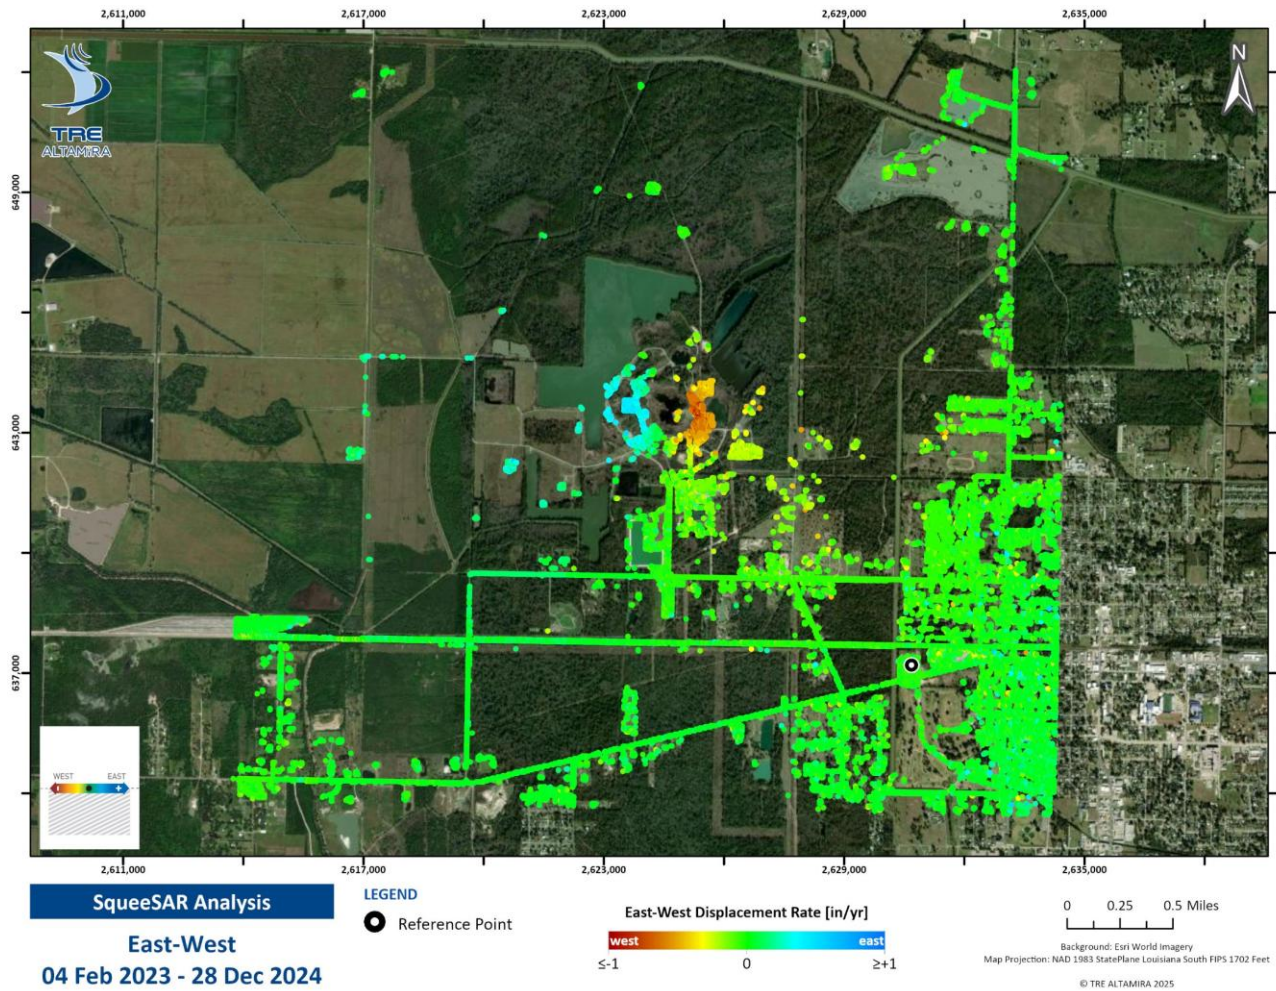 2,611,000 2,617,000 2,623,000 2,629,000 2,635,000
N
TRE
ALTAMIRA
649,000
643,000
637,000
WEST EAST
2,611,000 2,617,000 2,623,000 2,629,000 2,635,000
SqueeSAR Analysis
East-West
04 Feb 2023 - 28 Dec 2024
LEGEND
Reference Point
East-West Displacement Rate [in/yr]
west east
≤-1 0 ≥+1
0 0.25 0.5 Miles
Background: Esri World Imagery
Map Projection: NAD 1983 StatePlane Louisiana South FIPS 1702 Feet
© TRE ALTAMIRA 2025